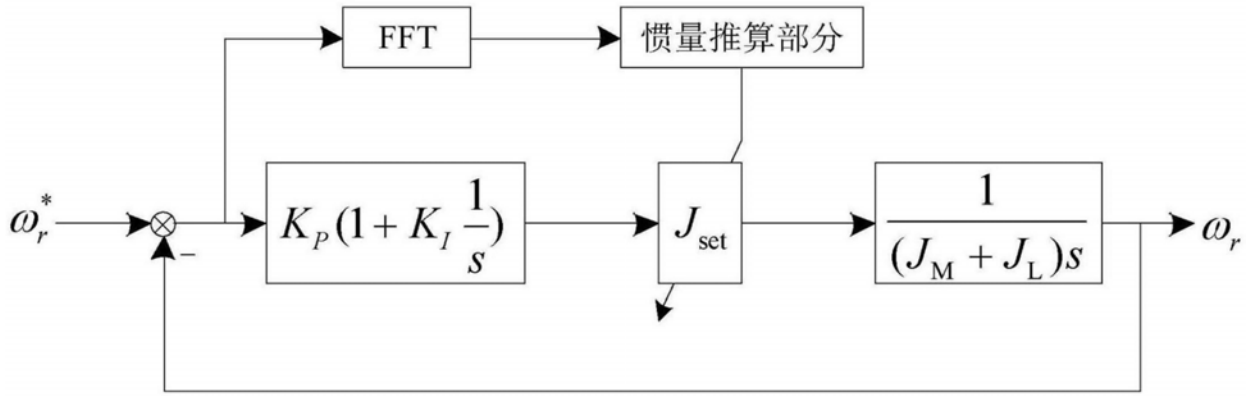 FFT
惯量推算部分
ω_r^*
K_P(1 + K_I 1/s)
J_set
1/((J_M + J_L)s)
ω_r
−